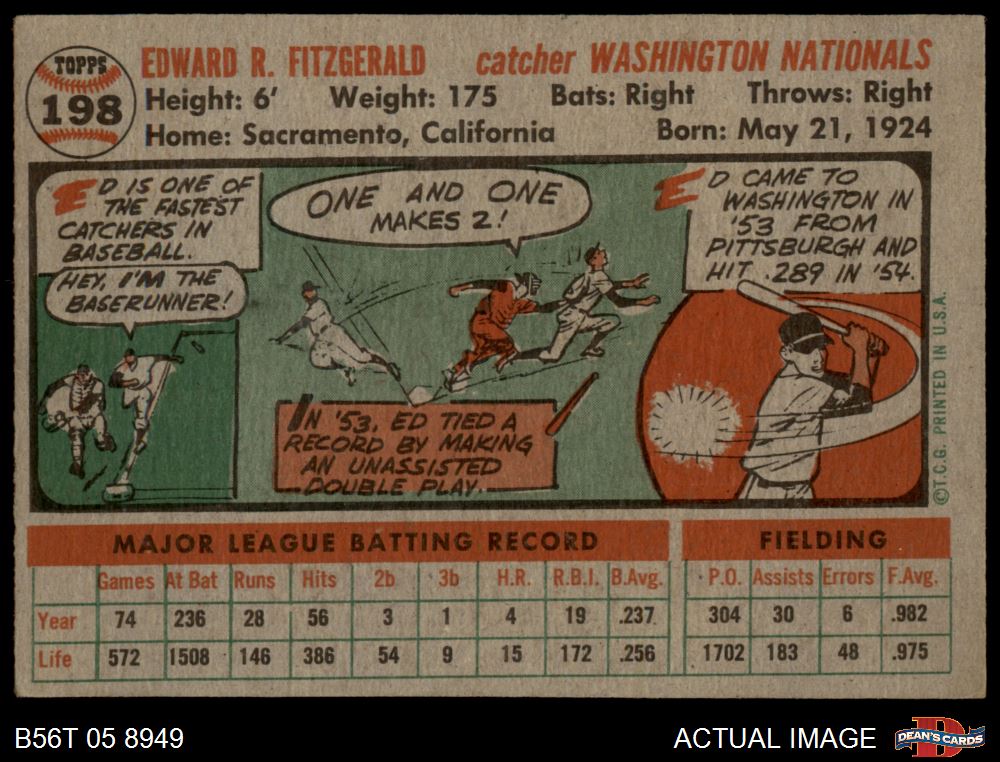 TOPPS
198
EDWARD R. FITZGERALD catcher WASHINGTON NATIONALS
Height: 6' Weight: 175 Bats: Right Throws: Right
Home: Sacramento, California Born: May 21, 1924
ED IS ONE OF
THE FASTEST
CATCHERS IN
BASEBALL.
HEY, I'M THE
BASERUNNER!
ONE AND ONE
MAKES 2!
IN '53, ED TIED A
RECORD BY MAKING
AN UNASSISTED
DOUBLE PLAY.
ED CAME TO
WASHINGTON IN
'53 FROM
PITTSBURGH AND
HIT .289 IN '54.
©T.C.G. PRINTED IN U.S.A.
MAJOR LEAGUE BATTING RECORD FIELDING
Games At Bat Runs Hits 2b 3b H.R. R.B.I. B.Avg. P.O. Assists Errors F.Avg.
Year 74 236 28 56 3 1 4 19 .237 304 30 6 .982
Life 572 1508 146 386 54 9 15 172 .256 1702 183 48 .975
B56T 05 8949 ACTUAL IMAGE
DEAN'S CARDS